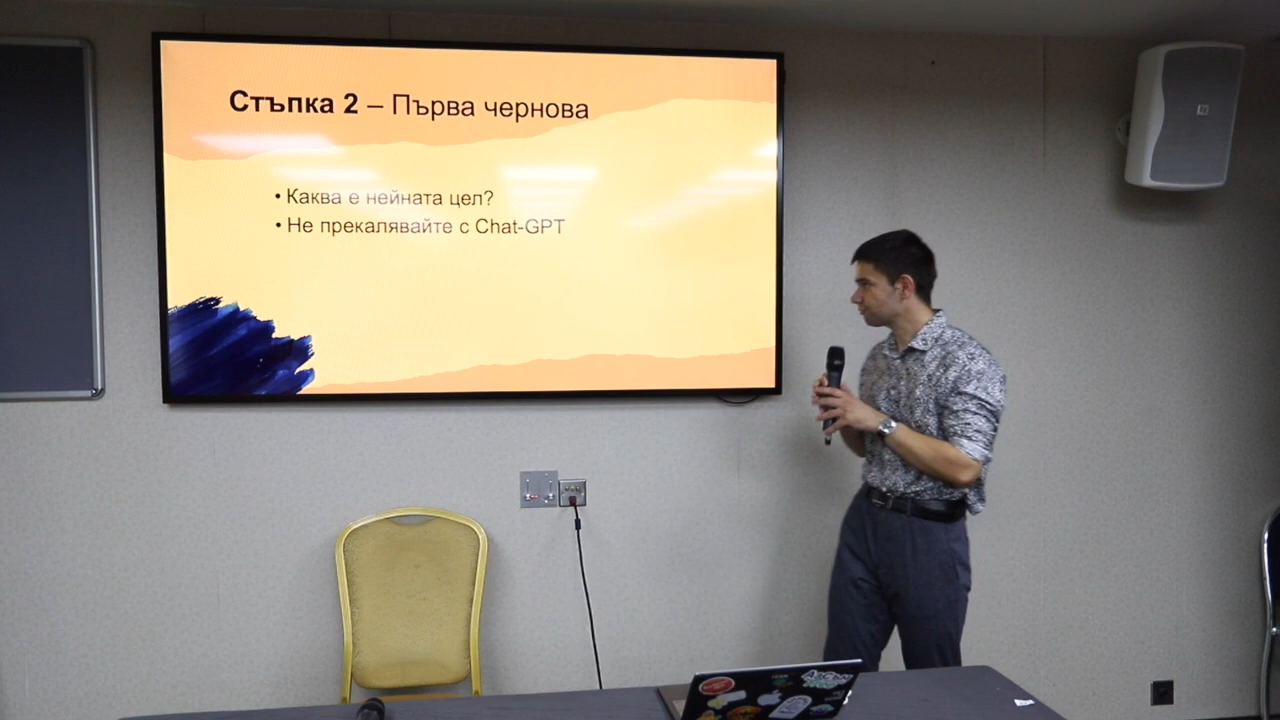 Стъпка 2 – Първа чернова
• Каква е нейната цел?
• Не прекалявайте с Chat-GPT